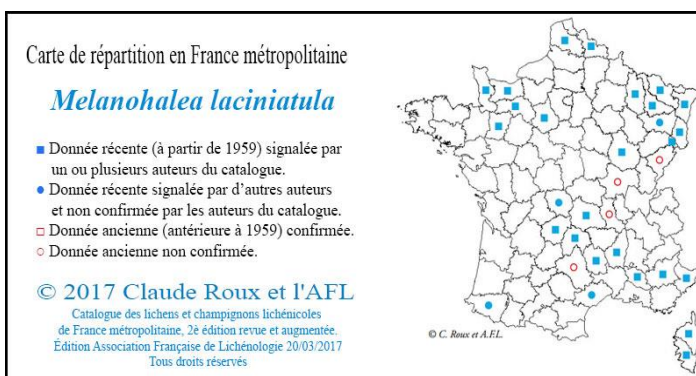 Carte de répartition en France métropolitaine
Melanohalea laciniatula
Donnée récente (à partir de 1959) signalée par
un ou plusieurs auteurs du catalogue.
Donnée récente signalée par d'autres auteurs
et non confirmée par les auteurs du catalogue.
Donnée ancienne (antérieure à 1959) confirmée.
Donnée ancienne non confirmée.
© 2017 Claude Roux et l'AFL
Catalogue des lichens et champignons lichénicoles
de France métropolitaine, 2è édition revue et augmentée.
Édition Association Française de Lichénologie 20/03/2017
Tous droits réservés
© C. Roux et A.F.L.